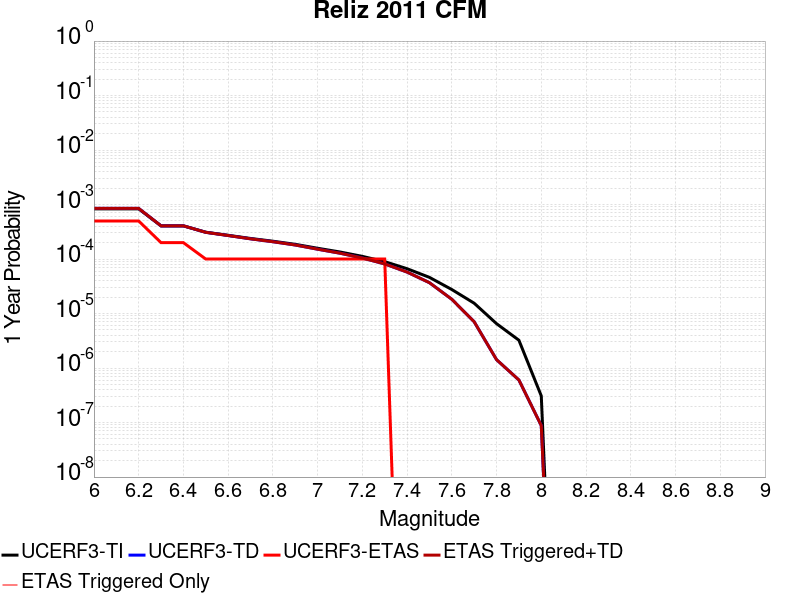 Reliz 2011 CFM
10^0
10^-1
10^-2
10^-3
10^-4
10^-5
10^-6
10^-7
10^-8
1 Year Probability
6 6.2 6.4 6.6 6.8 7 7.2 7.4 7.6 7.8 8 8.2 8.4 8.6 8.8 9
Magnitude
UCERF3-TI UCERF3-TD UCERF3-ETAS ETAS Triggered+TD
ETAS Triggered Only